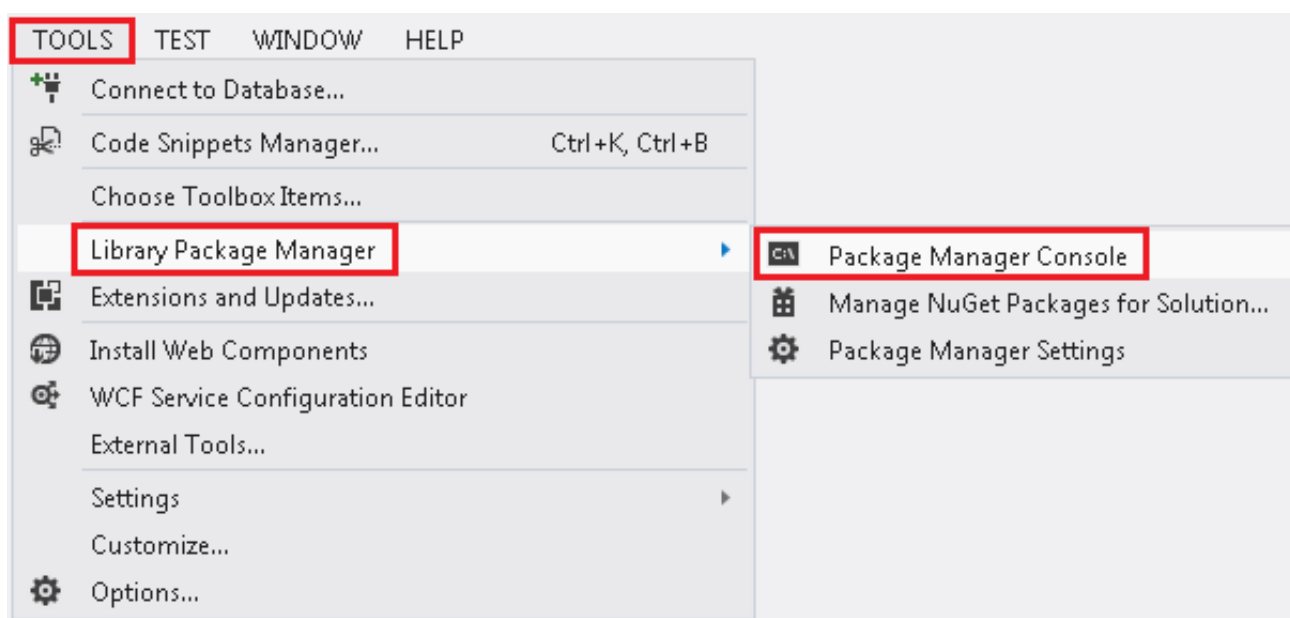 TOOLS TEST WINDOW HELP
Connect to Database...
Code Snippets Manager... Ctrl+K, Ctrl+B
Choose Toolbox Items...
Library Package Manager
Extensions and Updates...
Install Web Components
WCF Service Configuration Editor
External Tools...
Settings
Customize...
Options...
C:\ Package Manager Console
Manage NuGet Packages for Solution...
Package Manager Settings